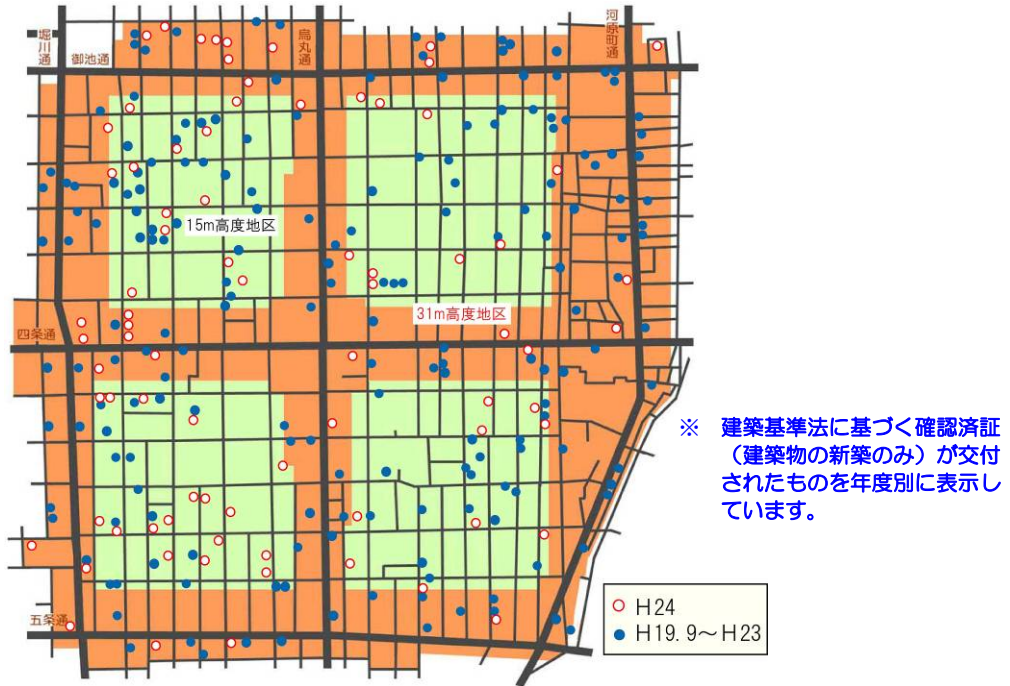 堀川通
御池通
烏丸通
河原町通
15m高度地区
31m高度地区
四条通
五条通
※ 建築基準法に基づく確認済証
（建築物の新築のみ）が交付
されたものを年度別に表示し
ています。
H24
H19.9～H23